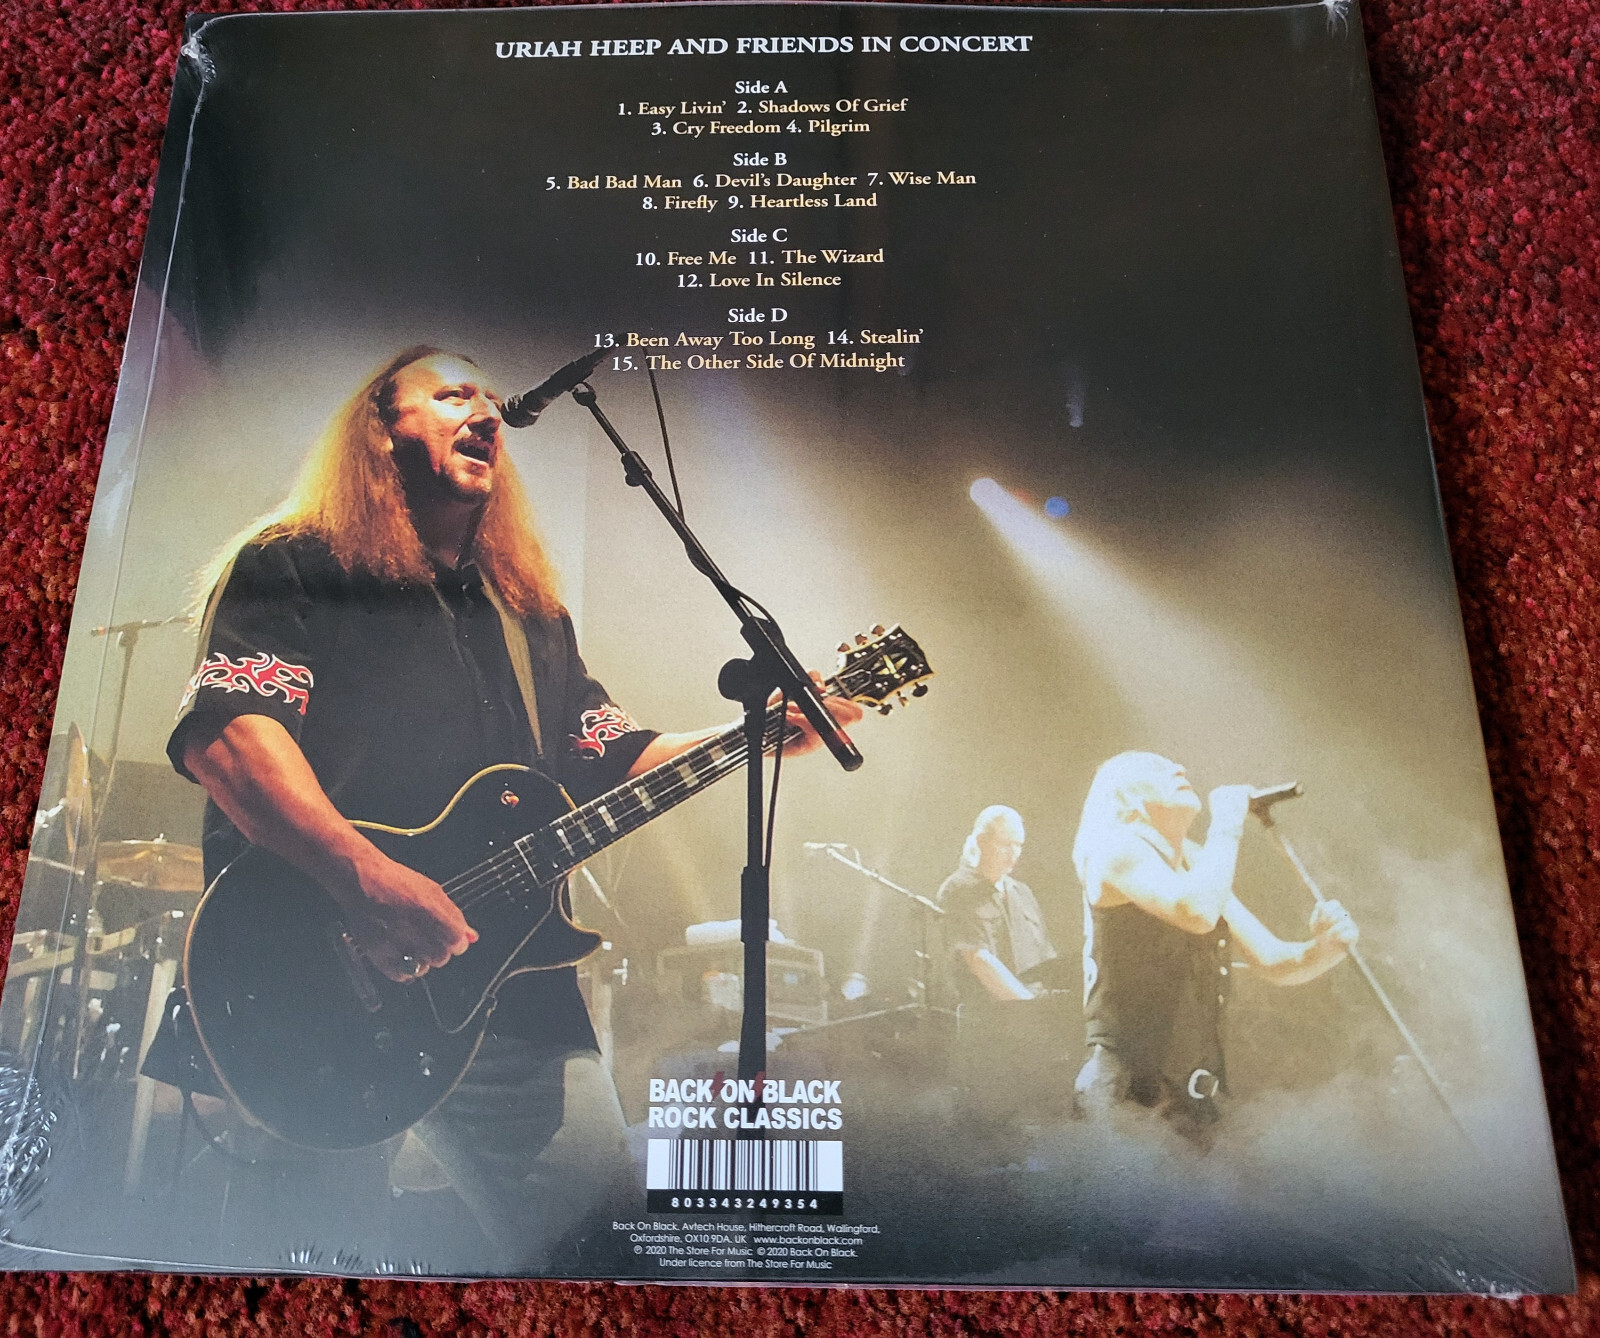 URIAH HEEP AND FRIENDS IN CONCERT
Side A
1. Easy Livin' 2. Shadows Of Grief
3. Cry Freedom 4. Pilgrim
Side B
5. Bad Bad Man 6. Devil's Daughter 7. Wise Man
8. Firefly 9. Heartless Land
Side C
10. Free Me 11. The Wizard
12. Love In Silence
Side D
13. Been Away Too Long 14. Stealin'
15. The Other Side Of Midnight
BACK ON BLACK
ROCK CLASSICS
803343249354
Back On Black. Avtech House, Hithercroft Road, Wallingford,
Oxfordshire, OX10 9DA. UK www.backonblack.com
℗ 2020 The Store For Music © 2020 Back On Black.
Under licence from The Store For Music